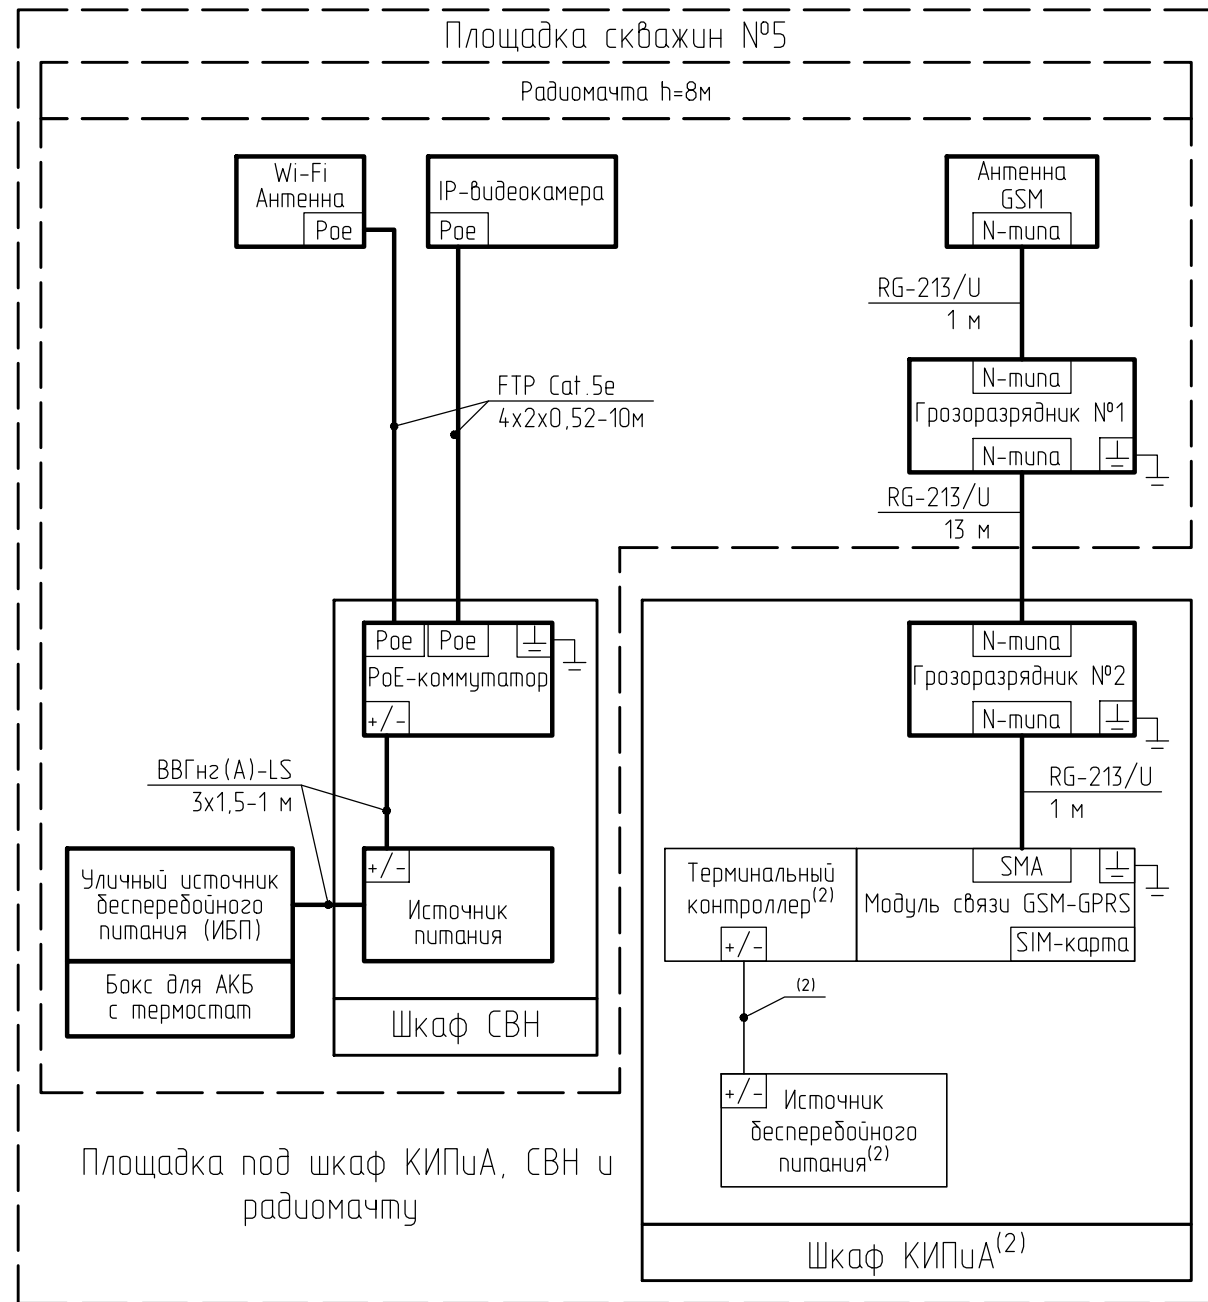 Площадка скважин №5
Радиомачта h=8м
Wi-Fi
Антенна
Poe
IP-видеокамера
Poe
Антенна
GSM
N-типа
RG-213/U
1 м
N-типа
Грозоразрядник №1
N-типа
FTP Cat.5e
4x2x0,52-10м
RG-213/U
13 м
Poe
Poe
PoE-коммутатор
+/-
N-типа
Грозоразрядник №2
N-типа
ВВГнг(А)-LS
3х1,5-1 м
RG-213/U
1 м
Уличный источник
бесперебойного
питания (ИБП)
Бокс для АКБ
с термостат
+/-
Источник
питания
Шкаф СВН
Терминальный
контроллер(2)
+/-
SMA
Модуль связи GSM-GPRS
SIM-карта
(2)
+/-
Источник
бесперебойного
питания(2)
Площадка под шкаф КИПиА, СВН и
радиомачту
Шкаф КИПиА(2)